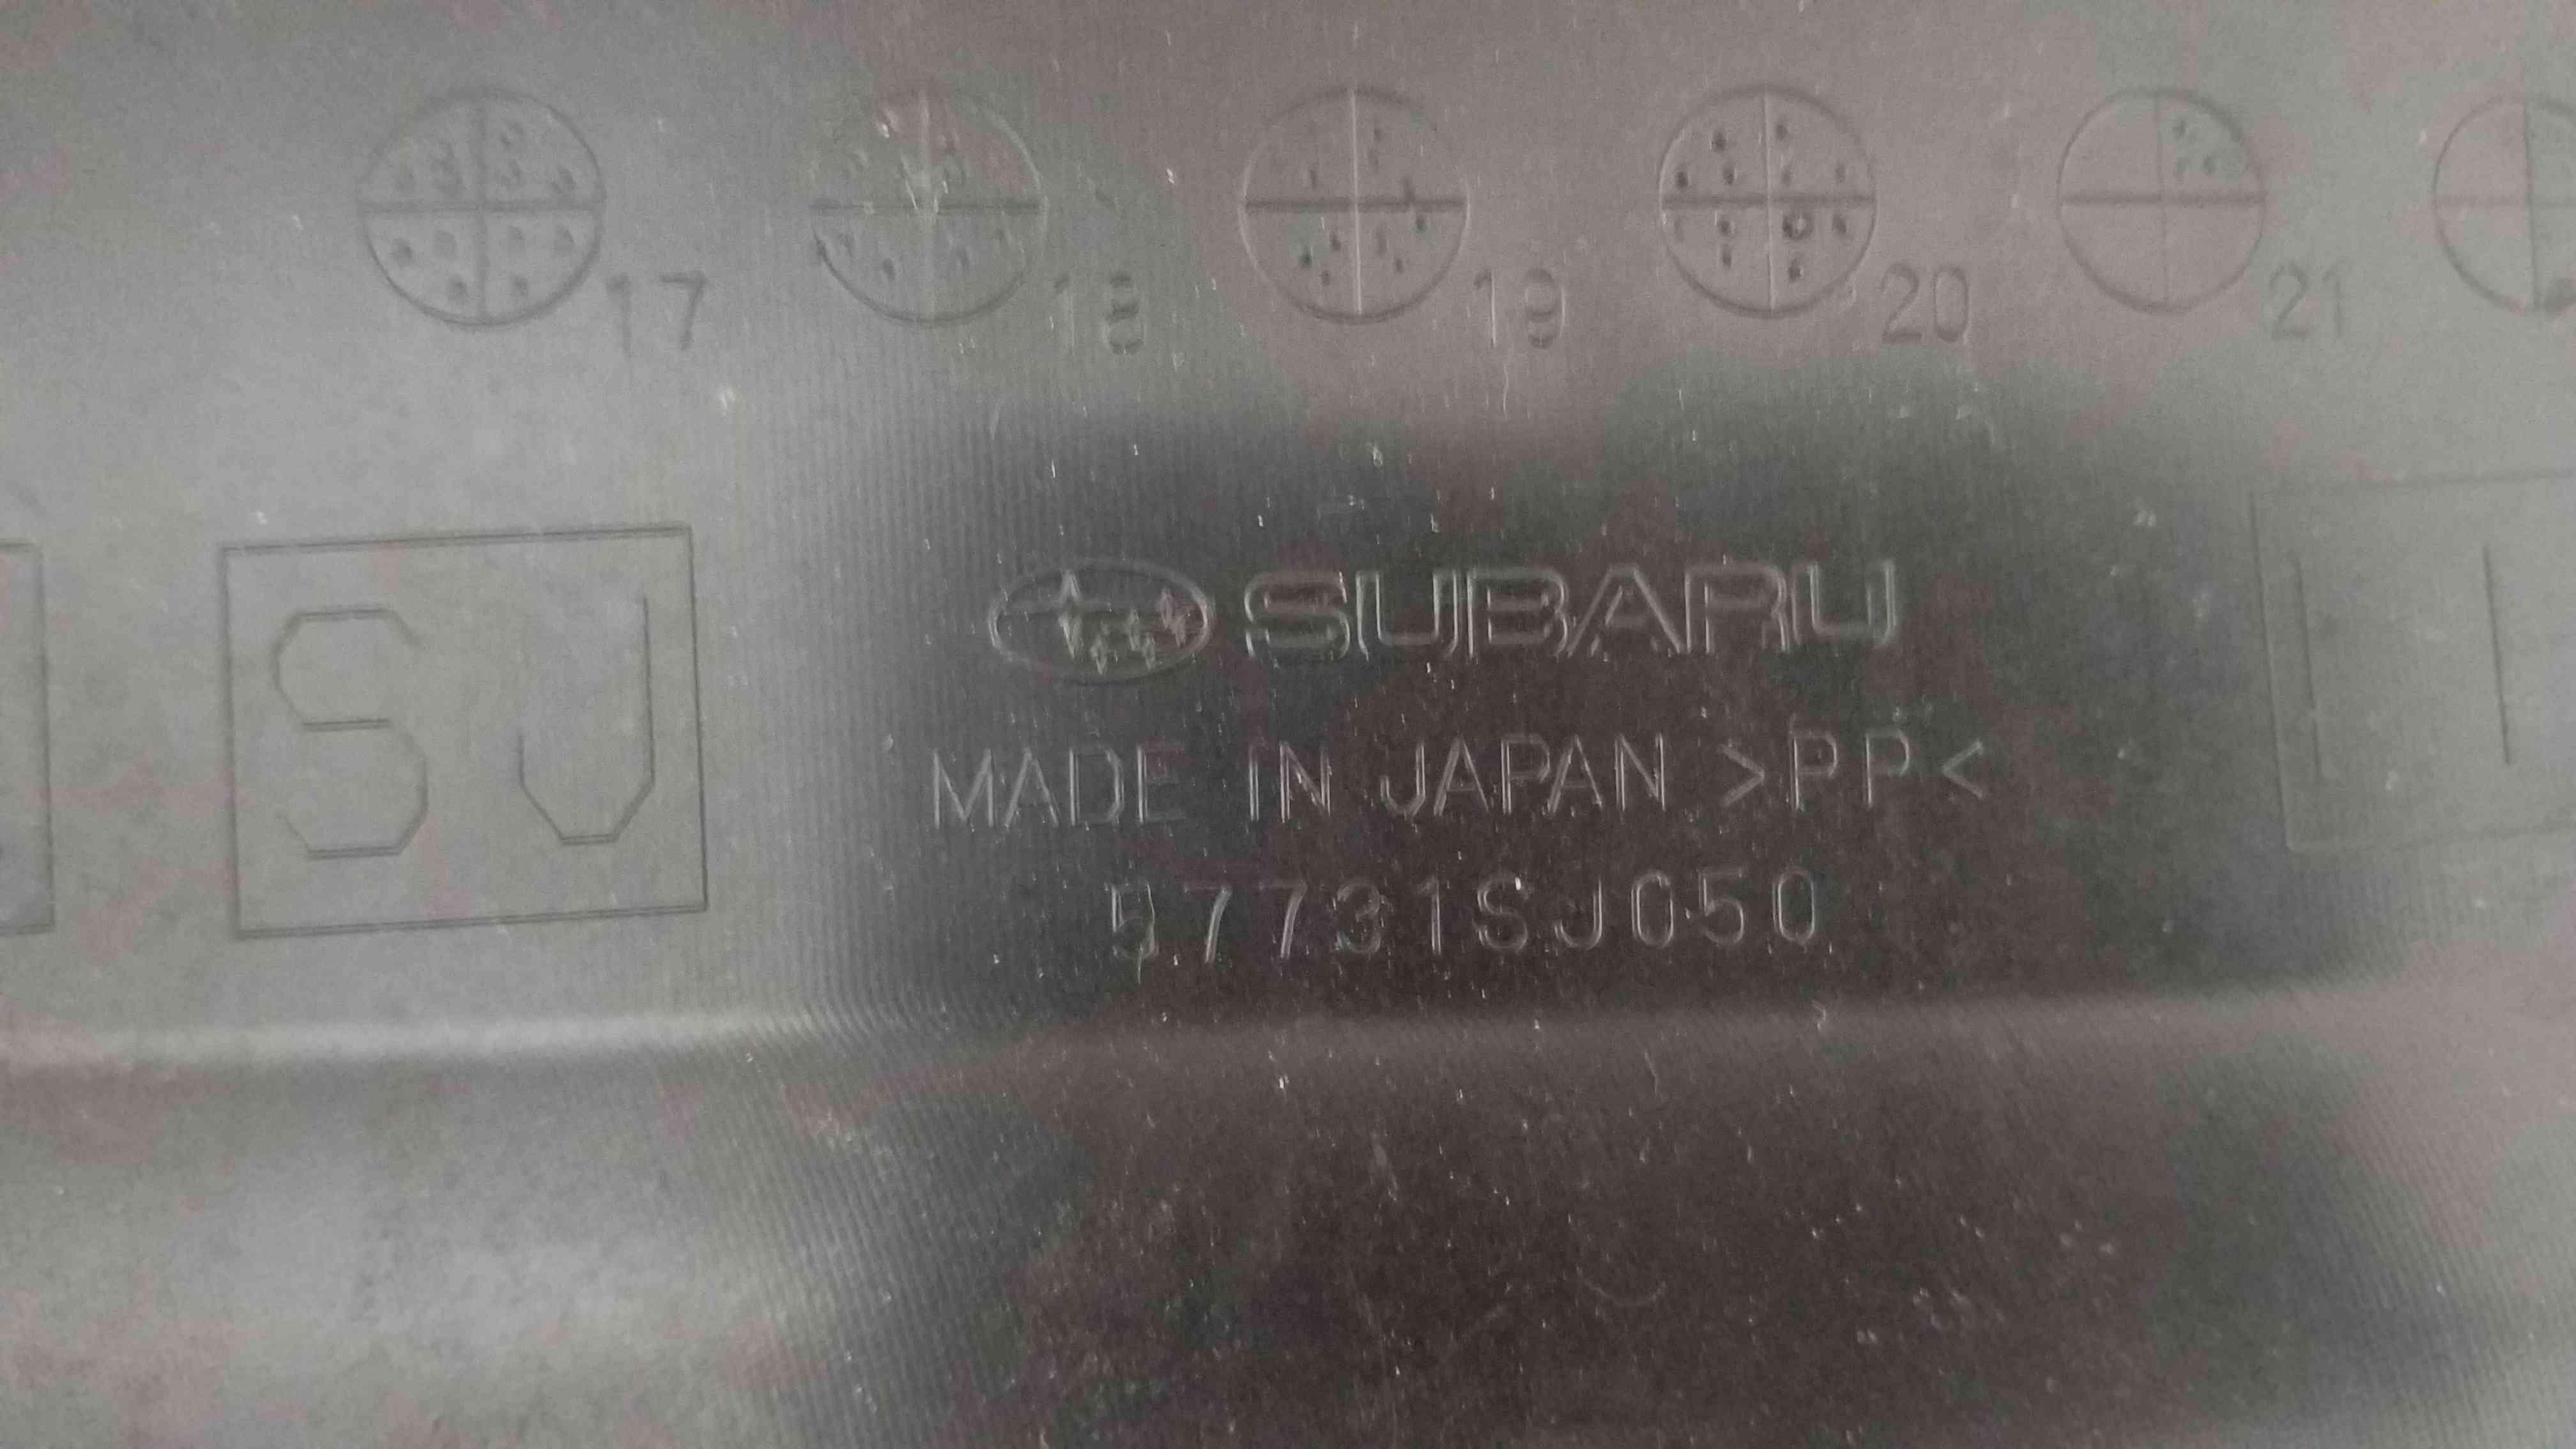 17 18 19 20 21
SJ
SUBARU
MADE IN JAPAN >PP<
57731SJ050